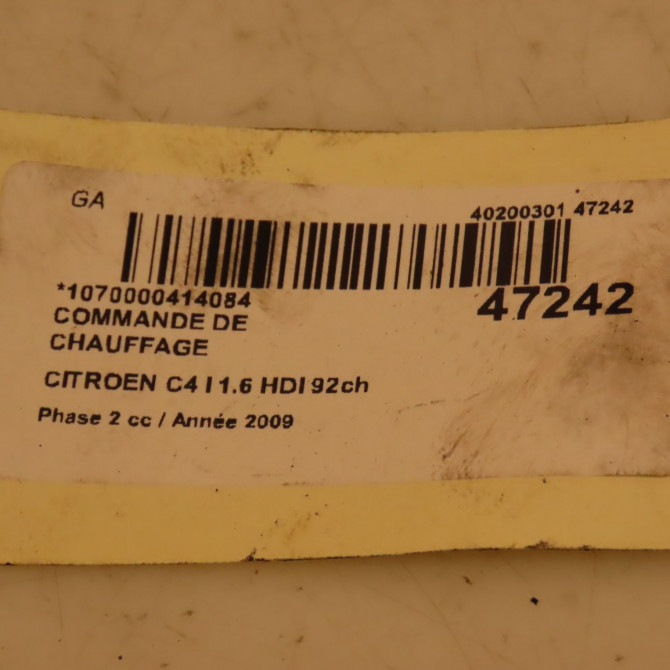 GA
40200301 47242
*1070000414084
47242
COMMANDE DE
CHAUFFAGE
CITROEN C4 I 1.6 HDI 92ch
Phase 2 cc / Année 2009